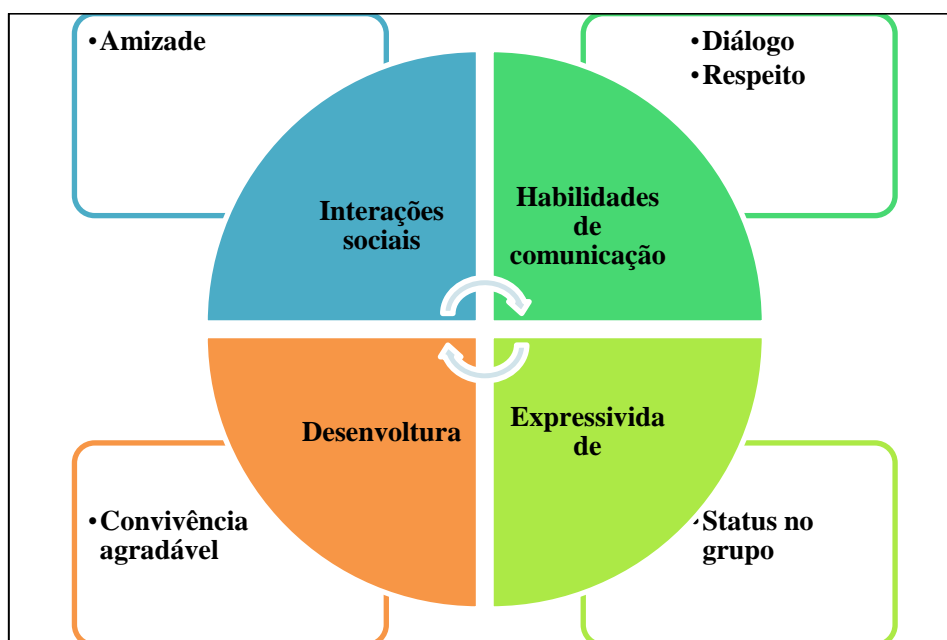 •Amizade
•Diálogo
•Respeito
Interações
sociais
Habilidades
de
comunicação
Desenvoltura
Expressivida
de
•Convivência
agradável
•Status no
grupo